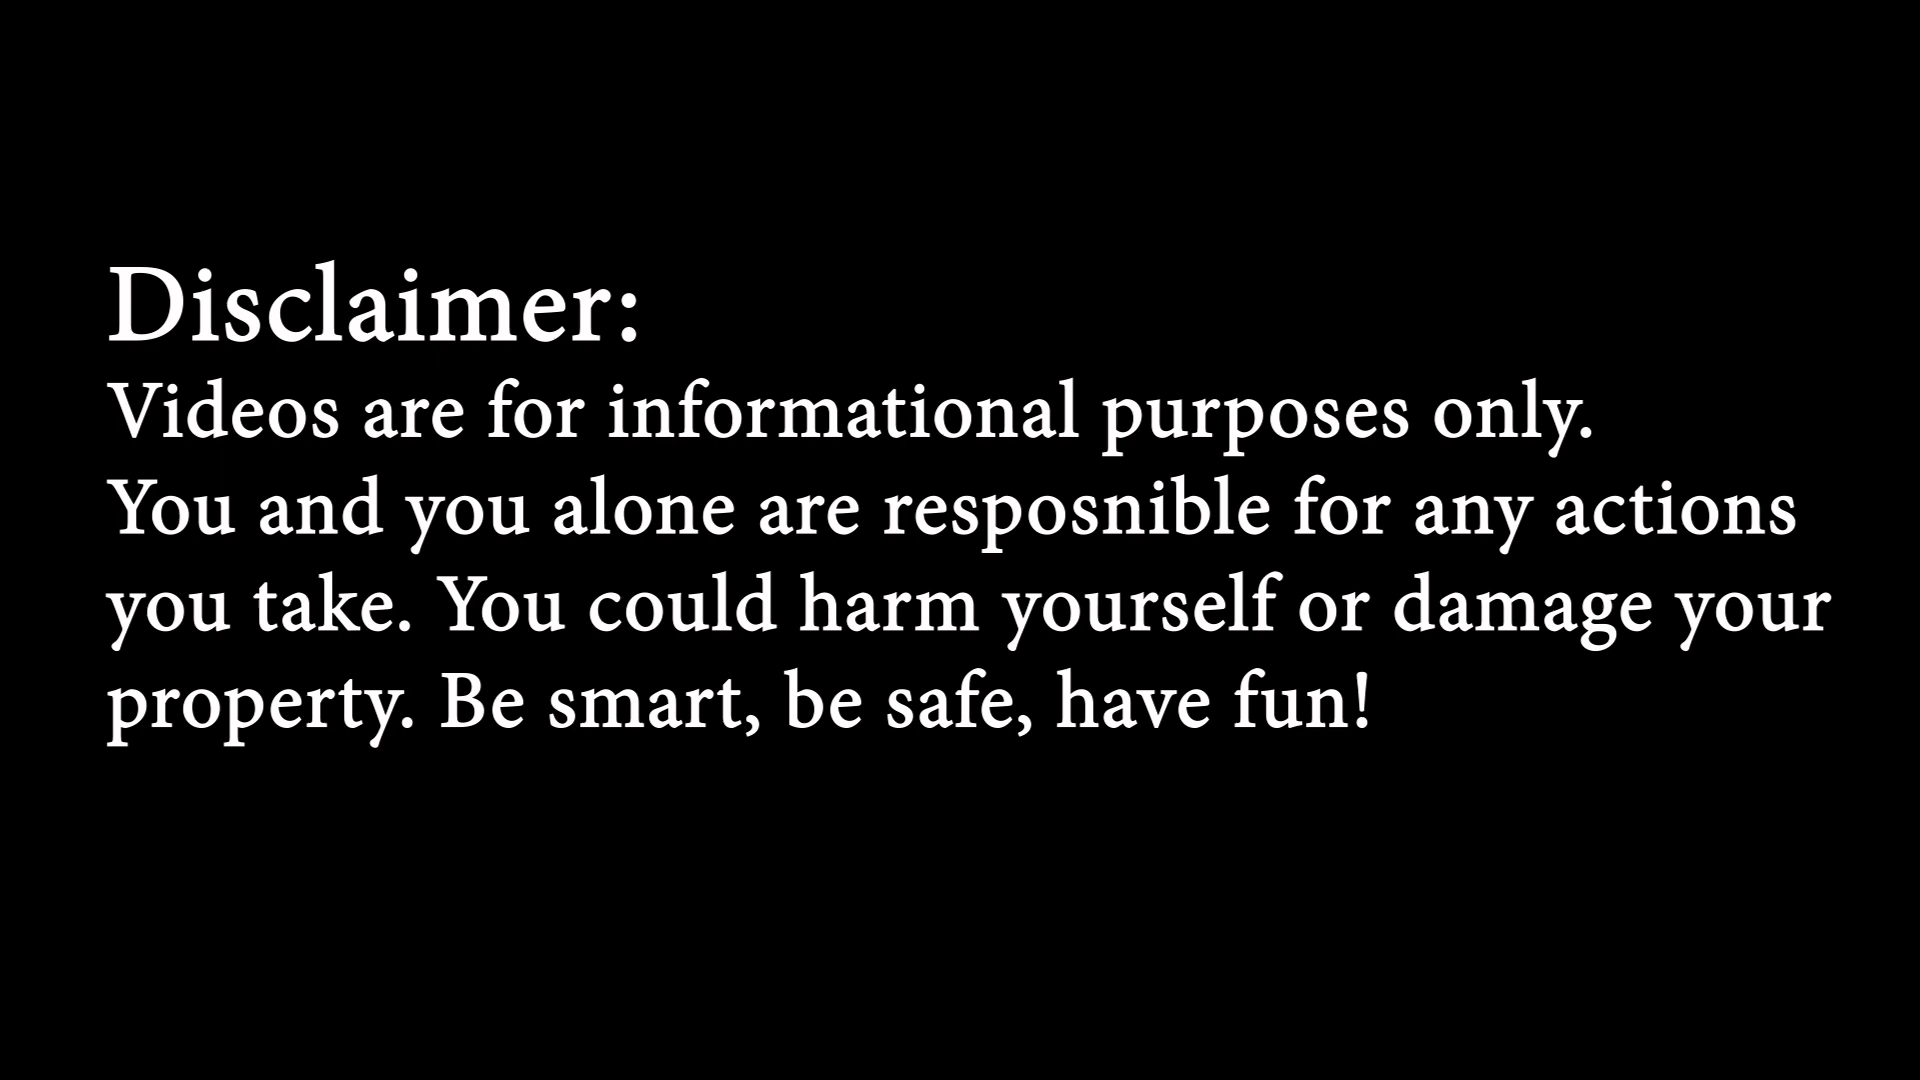 Disclaimer:
Videos are for informational purposes only.
You and you alone are resposnible for any actions
you take. You could harm yourself or damage your
property. Be smart, be safe, have fun!